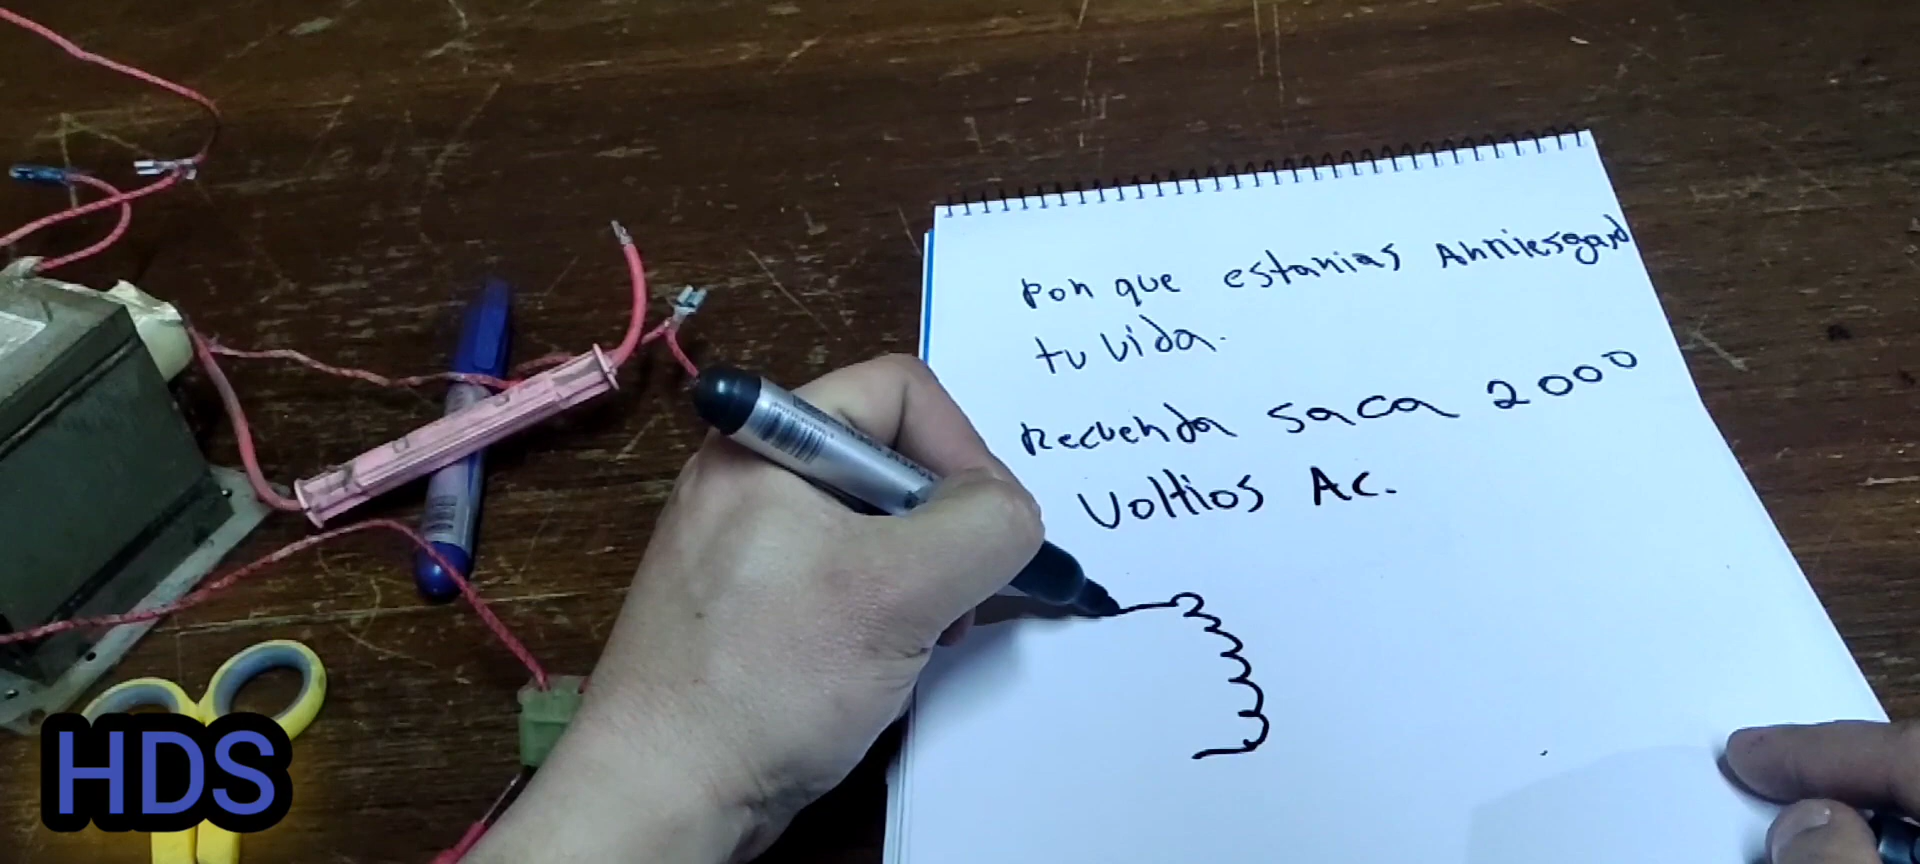 Por que estarias Arriesgand
tu vida.
Recuerda saca 2000
Voltios Ac.
HDS